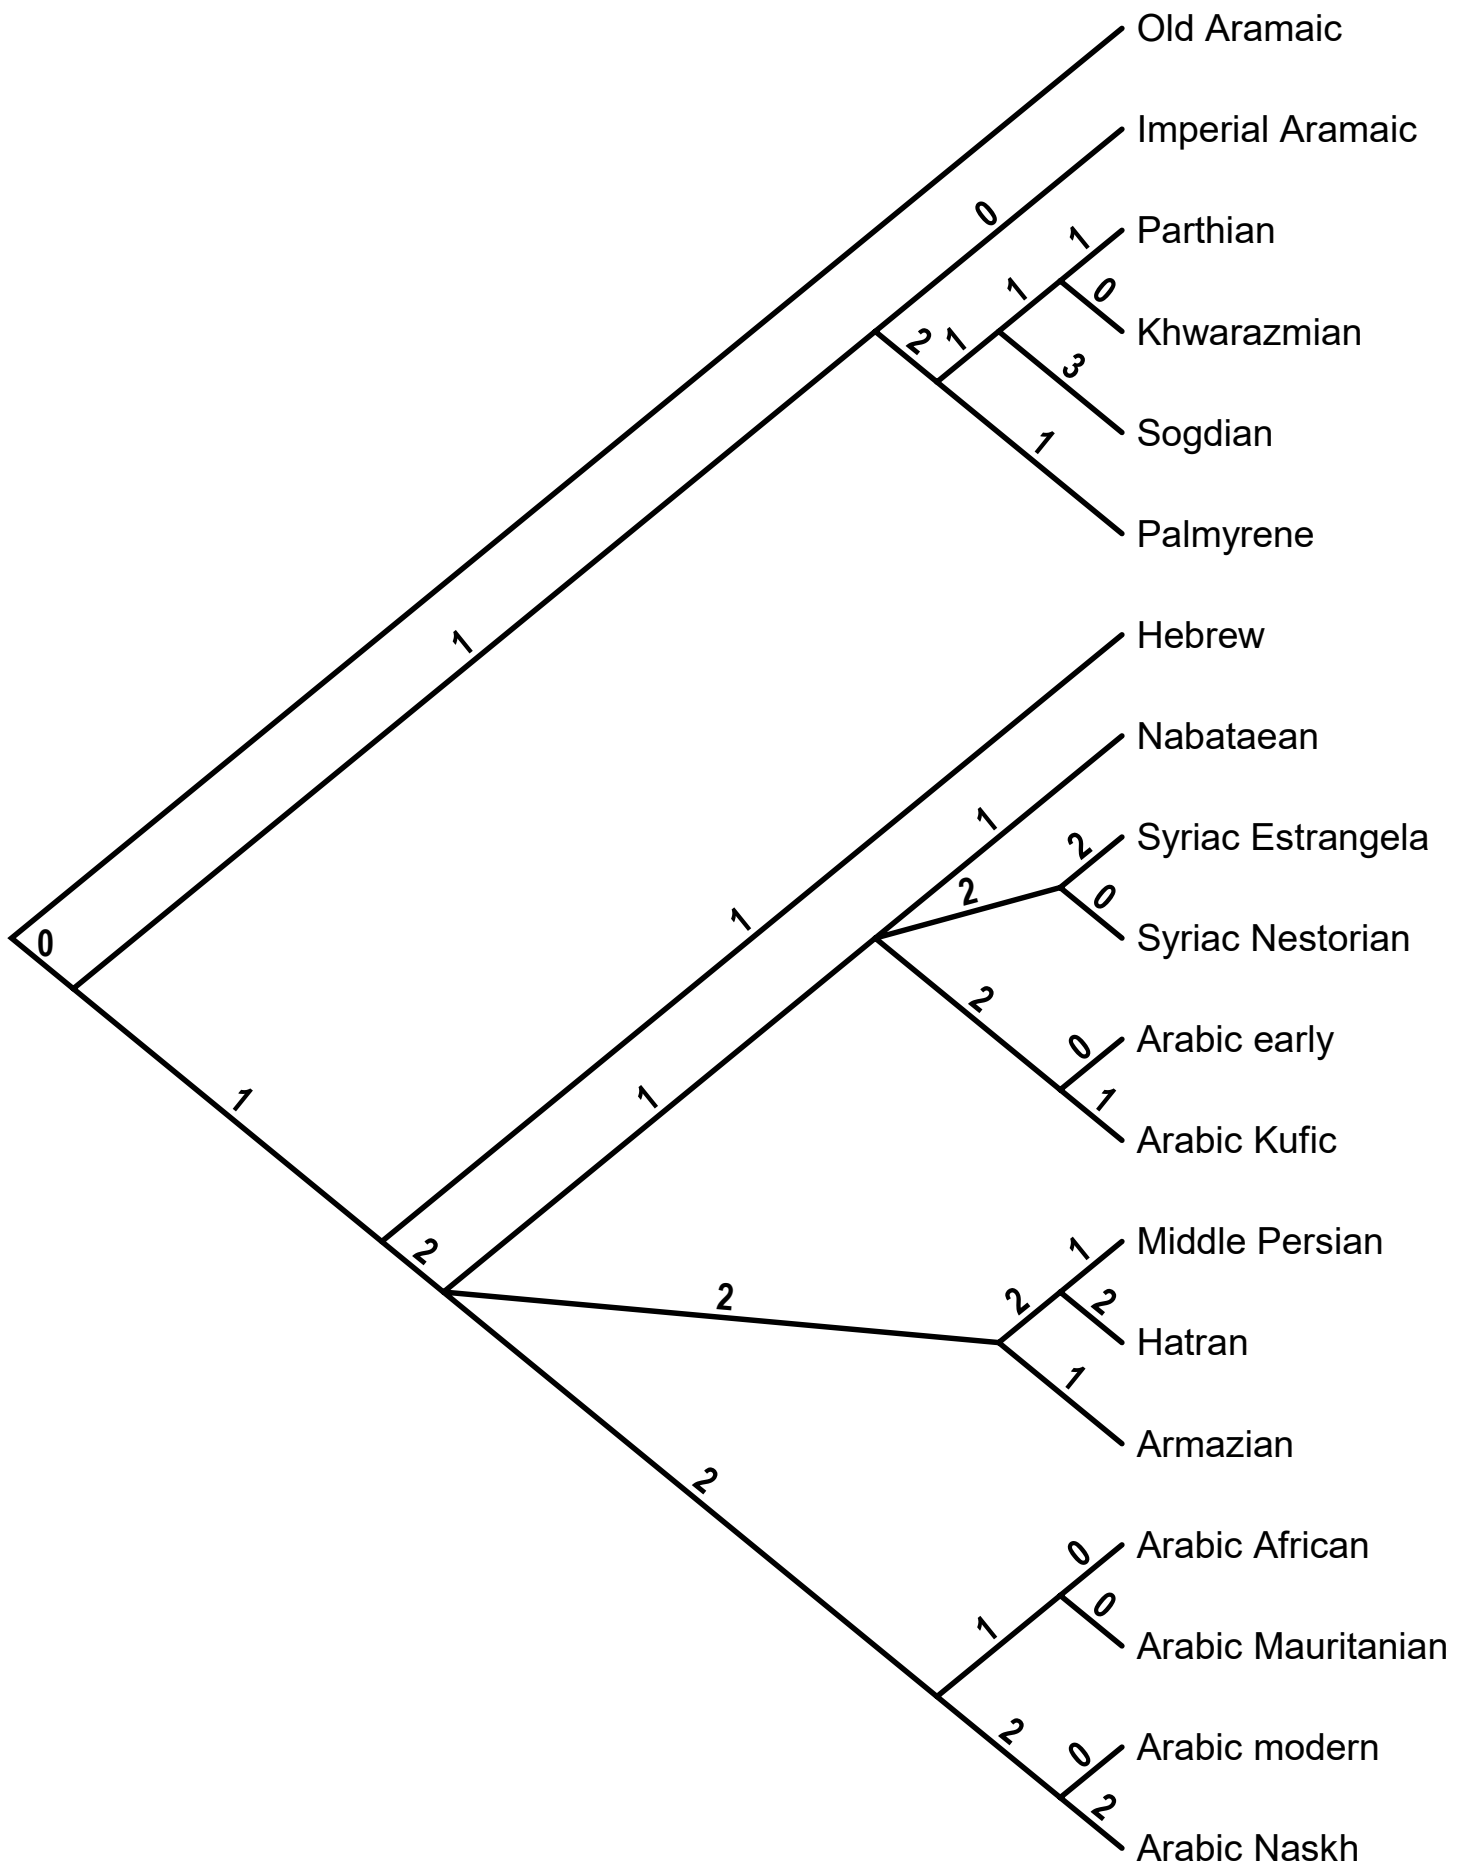 Old Aramaic
Imperial Aramaic
0
Parthian
1
1
0
Khwarazmian
2
1
3
Sogdian
1
Palmyrene
1
Hebrew
Nabataean
1
Syriac Estrangela
2
2
0
1
0
Syriac Nestorian
2
Arabic early
0
1
1
1
Arabic Kufic
Middle Persian
1
2
2
2
2
Hatran
1
Armazian
2
Arabic African
0
0
1
Arabic Mauritanian
2
Arabic modern
0
2
Arabic Naskh